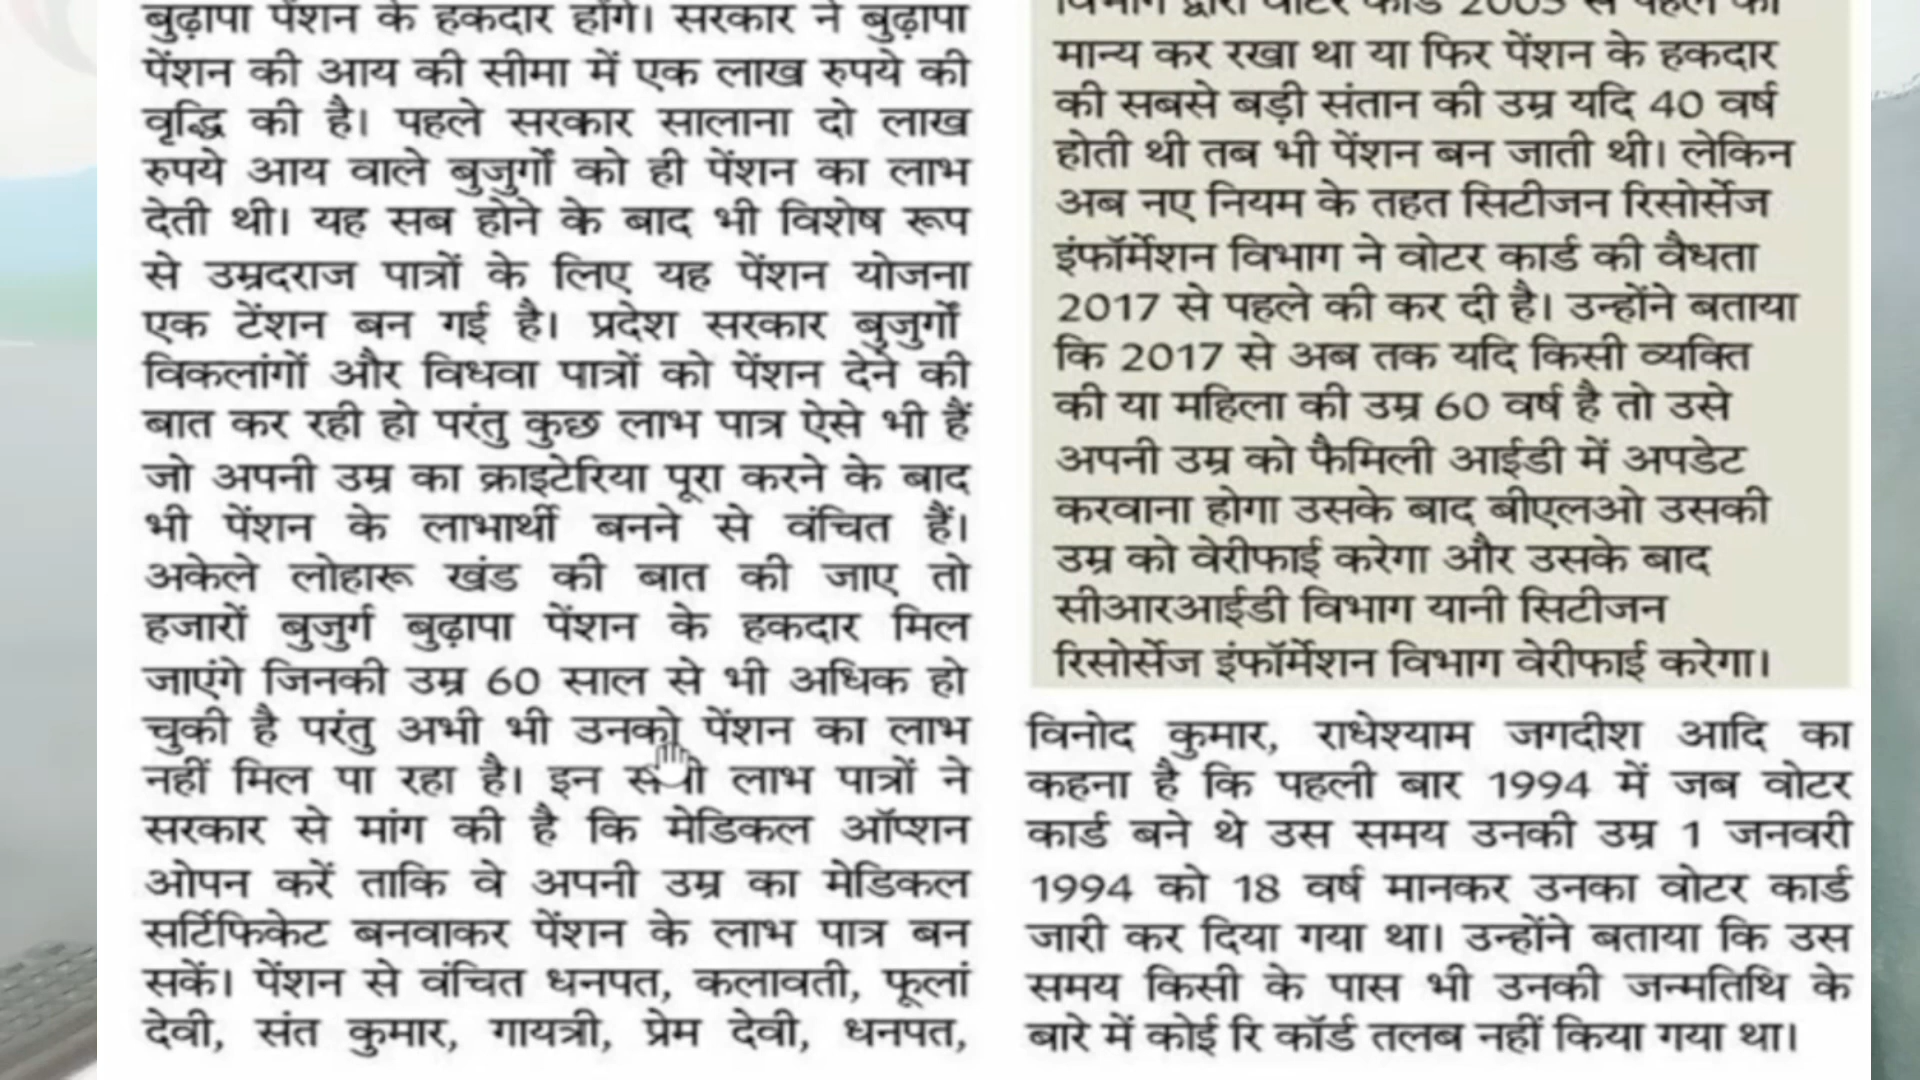 बुढ़ापा पेंशन के हकदार होंगे। सरकार ने बुढ़ापा
पेंशन की आय की सीमा में एक लाख रुपये की
वृद्धि की है। पहले सरकार सालाना दो लाख
रुपये आय वाले बुजुर्गों को ही पेंशन का लाभ
देती थी। यह सब होने के बाद भी विशेष रूप
से उम्रदराज पात्रों के लिए यह पेंशन योजना
एक टेंशन बन गई है। प्रदेश सरकार बुजुर्गों
विकलांगों और विधवा पात्रों को पेंशन देने की
बात कर रही हो परंतु कुछ लाभ पात्र ऐसे भी हैं
जो अपनी उम्र का क्राइटेरिया पूरा करने के बाद
भी पेंशन के लाभार्थी बनने से वंचित हैं।
अकेले लोहारू खंड की बात की जाए तो
हजारों बुजुर्ग बुढ़ापा पेंशन के हकदार मिल
जाएंगे जिनकी उम्र 60 साल से भी अधिक हो
चुकी है परंतु अभी भी उनको पेंशन का लाभ
नहीं मिल पा रहा है। इन सभी लाभ पात्रों ने
सरकार से मांग की है कि मेडिकल ऑप्शन
ओपन करें ताकि वे अपनी उम्र का मेडिकल
सर्टिफिकेट बनवाकर पेंशन के लाभ पात्र बन
सकें। पेंशन से वंचित धनपत, कलावती, फूलां
देवी, संत कुमार, गायत्री, प्रेम देवी, धनपत,
विभाग द्वारा वोटर कार्ड 2005 से पहले का
मान्य कर रखा था या फिर पेंशन के हकदार
की सबसे बड़ी संतान की उम्र यदि 40 वर्ष
होती थी तब भी पेंशन बन जाती थी। लेकिन
अब नए नियम के तहत सिटीजन रिसोर्सेज
इंफॉर्मेशन विभाग ने वोटर कार्ड की वैधता
2017 से पहले की कर दी है। उन्होंने बताया
कि 2017 से अब तक यदि किसी व्यक्ति
की या महिला की उम्र 60 वर्ष है तो उसे
अपनी उम्र को फैमिली आईडी में अपडेट
करवाना होगा उसके बाद बीएलओ उसकी
उम्र को वेरीफाई करेगा और उसके बाद
सीआरआईडी विभाग यानी सिटीजन
रिसोर्सेज इंफॉर्मेशन विभाग वेरीफाई करेगा।
विनोद कुमार, राधेश्याम जगदीश आदि का
कहना है कि पहली बार 1994 में जब वोटर
कार्ड बने थे उस समय उनकी उम्र 1 जनवरी
1994 को 18 वर्ष मानकर उनका वोटर कार्ड
जारी कर दिया गया था। उन्होंने बताया कि उस
समय किसी के पास भी उनकी जन्मतिथि के
बारे में कोई रि कॉर्ड तलब नहीं किया गया था।